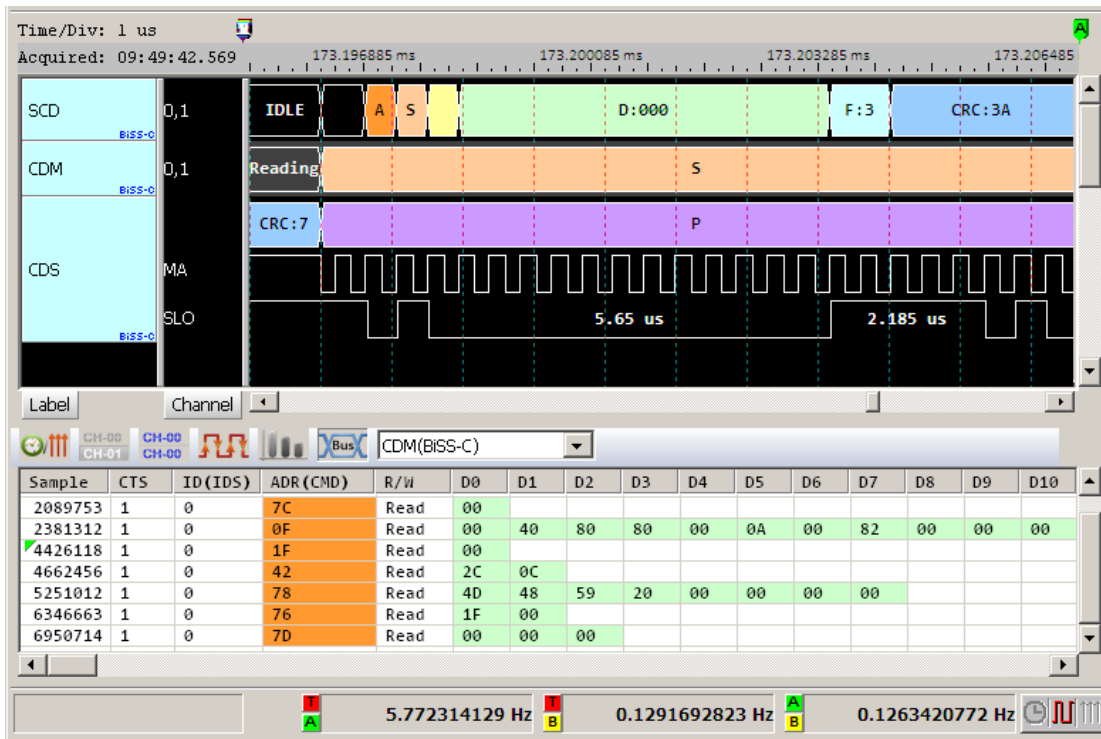 Time/Div: 1 us
Acquired: 09:49:42.569 173.196885 ms 173.200085 ms 173.203285 ms 173.206485
A
SCD 0,1 IDLE A S D:000 F:3 CRC:3A
BiSS-C
CDM 0,1 Reading S
BiSS-C
CRC:7 P
CDS MA
SLO 5.65 us 2.185 us
BiSS-C
Label Channel
CH-00 CH-01 CH-00 CH-00 Bus CDM(BiSS-C)
Sample CTS ID(IDS) ADR(CMD) R/W D0 D1 D2 D3 D4 D5 D6 D7 D8 D9 D10
2089753 1 0 7C Read 00
2381312 1 0 0F Read 00 40 80 80 00 0A 00 82 00 00 00
4426118 1 0 1F Read 00
4662456 1 0 42 Read 2C 0C
5251012 1 0 78 Read 4D 48 59 20 00 00 00 00
6346663 1 0 76 Read 1F 00
6950714 1 0 7D Read 00 00 00
T A 5.772314129 Hz T B 0.1291692823 Hz A B 0.1263420772 Hz